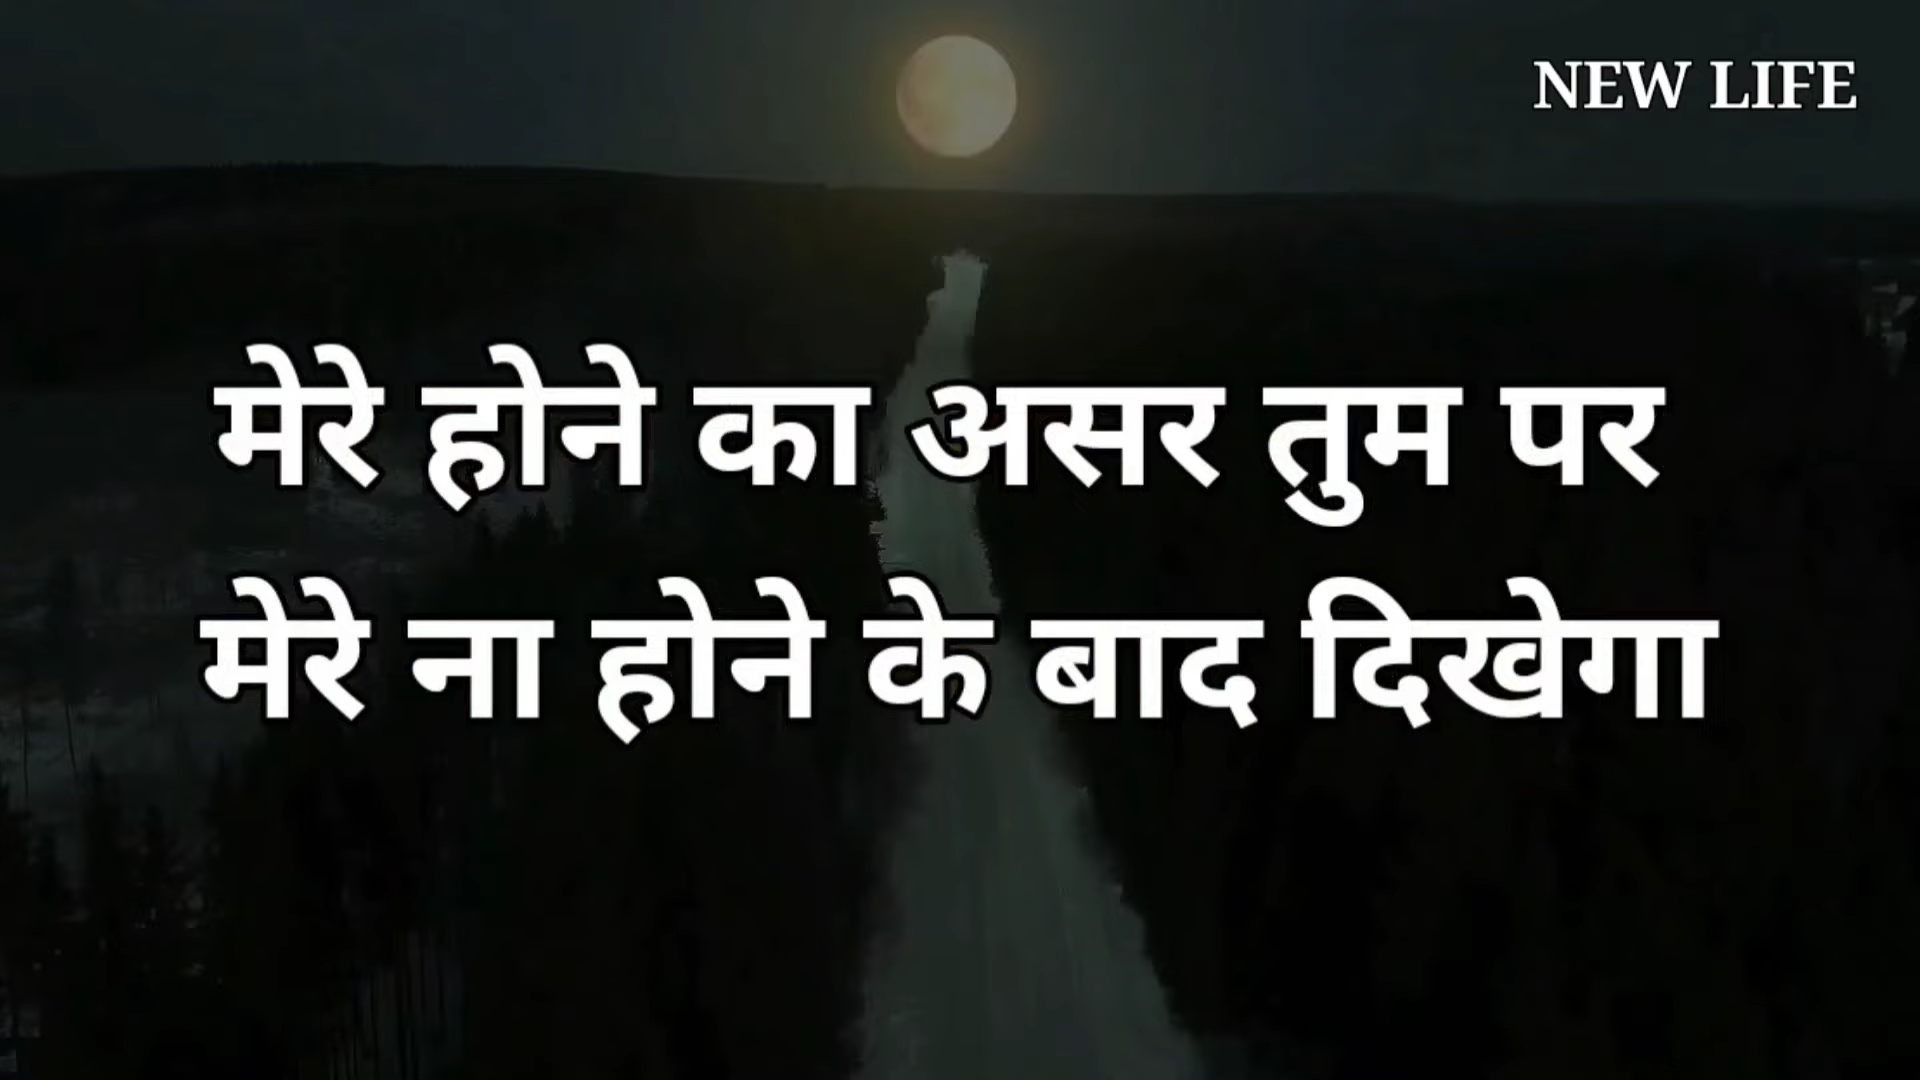 NEW LIFE
मेरे होने का असर तुम पर
मेरे ना होने के बाद दिखेगा